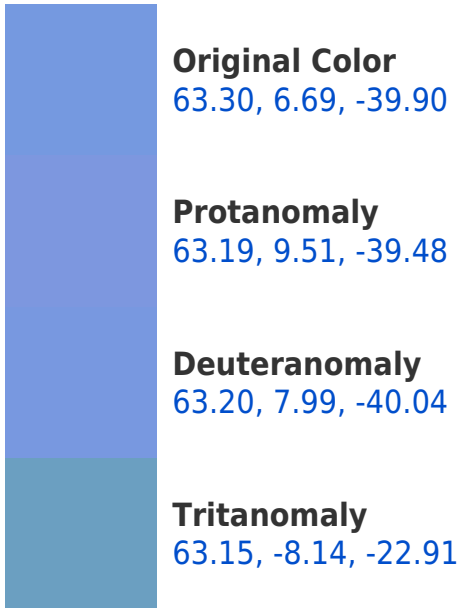 Original Color
63.30, 6.69, -39.90
Protanomaly
63.19, 9.51, -39.48
Deuteranomaly
63.20, 7.99, -40.04
Tritanomaly
63.15, -8.14, -22.91